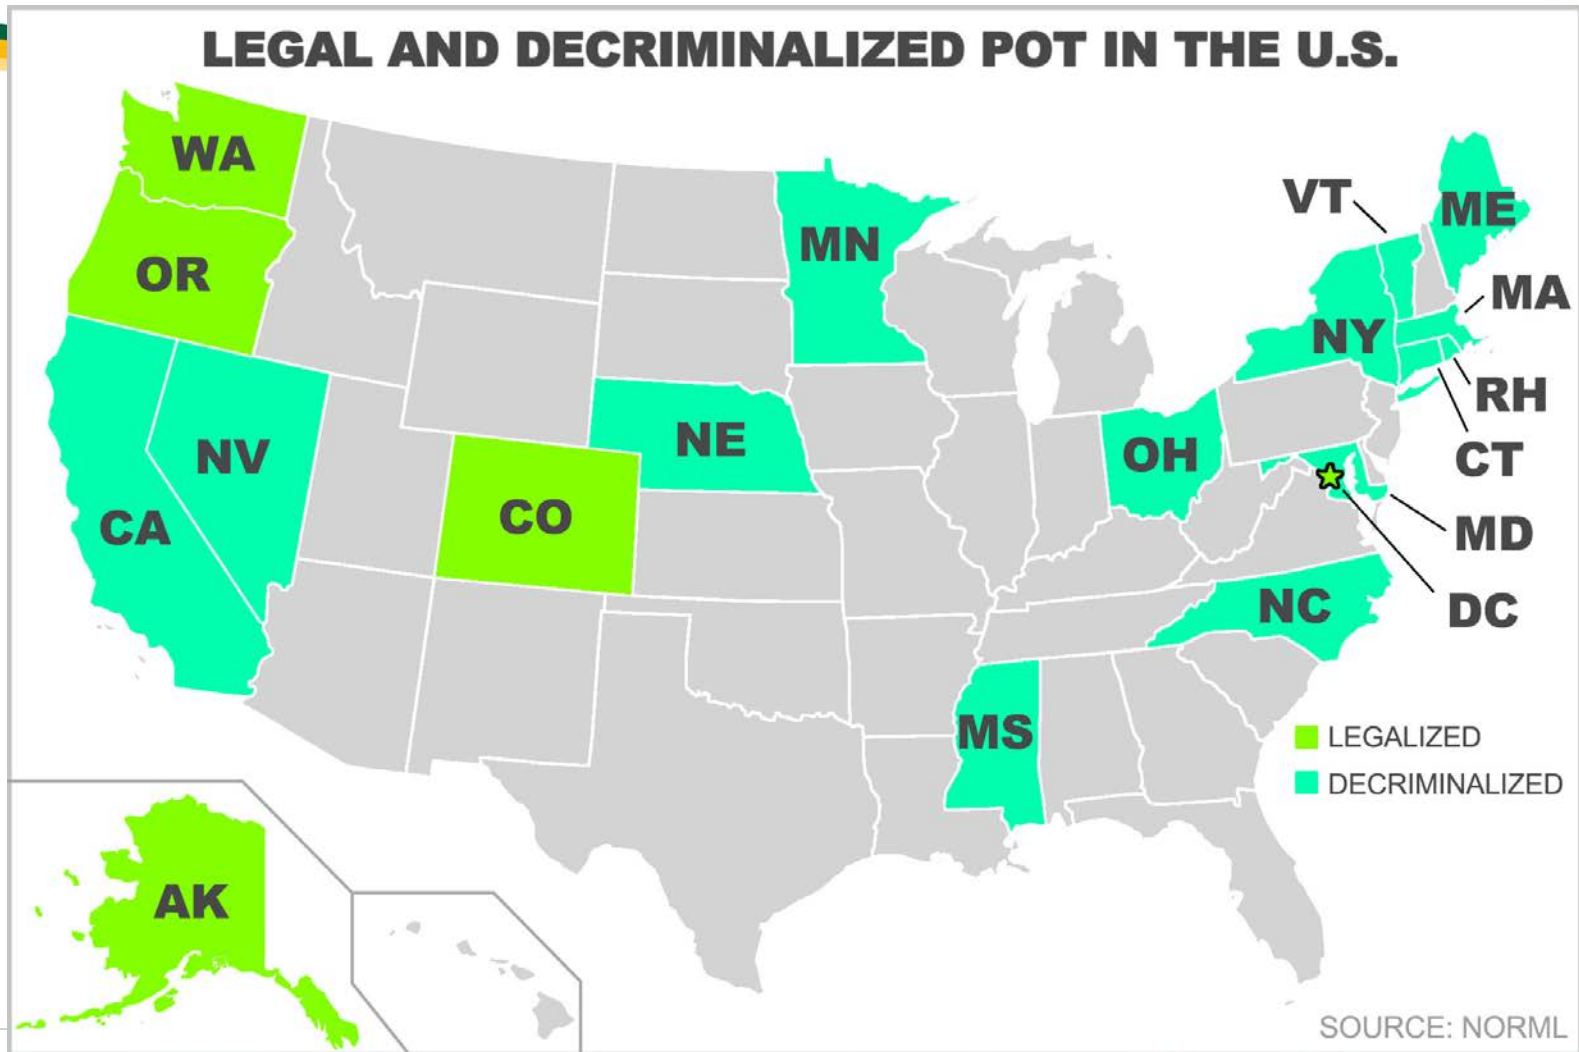 LEGAL AND DECRIMINALIZED POT IN THE U.S.
WA
OR
MN
VT
ME
MA
NY
RH
CT
NV
NE
OH
CO
CA
MD
DC
NC
MS
LEGALIZED
DECRIMINALIZED
AK
SOURCE: NORML